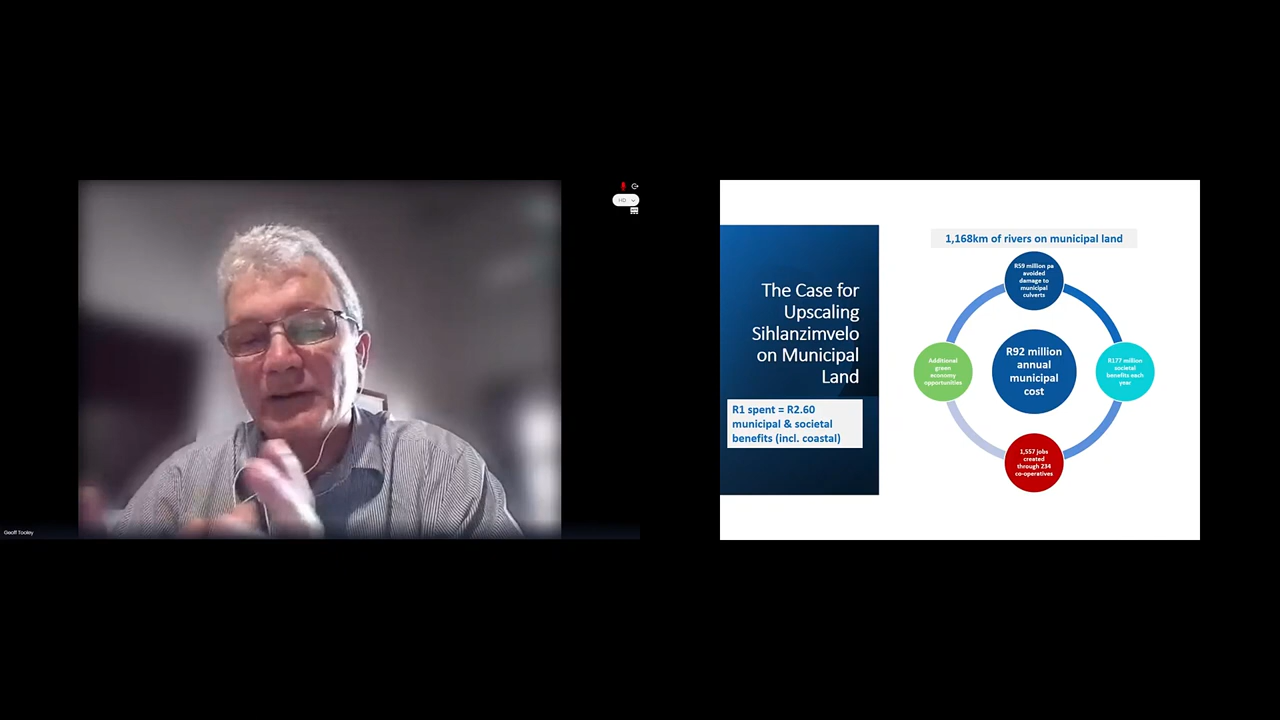 HD
Geoff Tooley
The Case for
Upscaling
Sihlanzimvelo
on Municipal
Land
R1 spent = R2.60
municipal & societal
benefits (incl. coastal)
1,168km of rivers on municipal land
R59 million pa
avoided
damage to
municipal
culverts
R92 million
annual
municipal
cost
Additional
green
economy
opportunities
R177 million
societal
benefits each
year
1,557 jobs
created
through 234
co-operatives